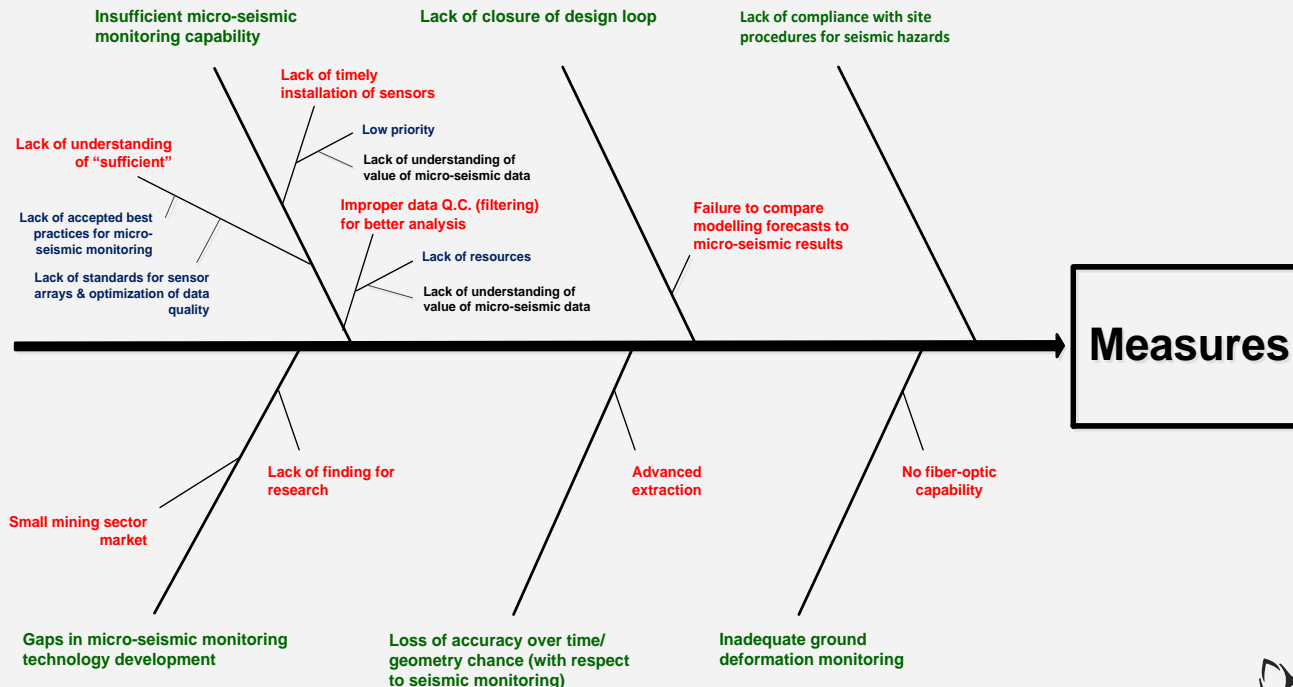 Insufficient micro-seismic
monitoring capability
Lack of closure of design loop
Lack of compliance with site
procedures for seismic hazards
Lack of timely
installation of sensors
Low priority
Lack of understanding of
value of micro-seismic data
Lack of understanding
of “sufficient”
Lack of accepted best
practices for micro-
seismic monitoring
Lack of standards for sensor
arrays & optimization of data
quality
Improper data Q.C. (filtering)
for better analysis
Lack of resources
Lack of understanding of
value of micro-seismic data
Failure to compare
modelling forecasts to
micro-seismic results
Measures
Lack of finding for
research
Small mining sector
market
Advanced
extraction
No fiber-optic
capability
Gaps in micro-seismic monitoring
technology development
Loss of accuracy over time/
geometry chance (with respect
to seismic monitoring)
Inadequate ground
deformation monitoring